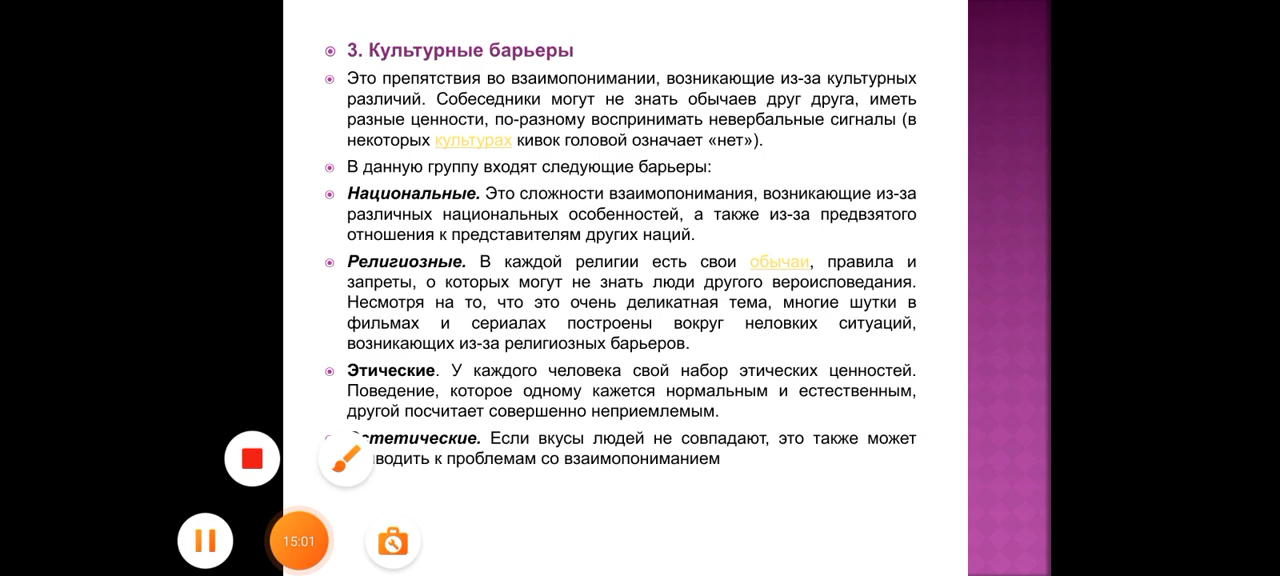 3. Культурные барьеры
Это препятствия во взаимопонимании, возникающие из-за культурных
различий. Собеседники могут не знать обычаев друг друга, иметь
разные ценности, по-разному воспринимать невербальные сигналы (в
некоторых культурах кивок головой означает «нет»).
В данную группу входят следующие барьеры:
Национальные. Это сложности взаимопонимания, возникающие из-за
различных национальных особенностей, а также из-за предвзятого
отношения к представителям других наций.
Религиозные. В каждой религии есть свои обычаи, правила и
запреты, о которых могут не знать люди другого вероисповедания.
Несмотря на то, что это очень деликатная тема, многие шутки в
фильмах и сериалах построены вокруг неловких ситуаций,
возникающих из-за религиозных барьеров.
Этические. У каждого человека свой набор этических ценностей.
Поведение, которое одному кажется нормальным и естественным,
другой посчитает совершенно неприемлемым.
Если вкусы людей не совпадают, это также может
к проблемам со взаимопониманием
15:01